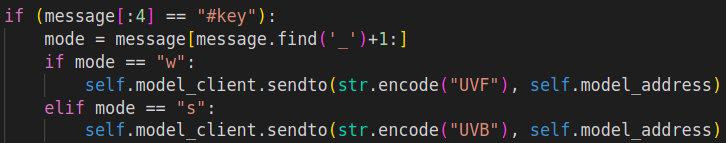 if (message[:4] == "#key"):
    mode = message[message.find('_')+1:]
    if mode == "w":
        self.model_client.sendto(str.encode("UVF"), self.model_address)
    elif mode == "s":
        self.model_client.sendto(str.encode("UVB"), self.model_address)